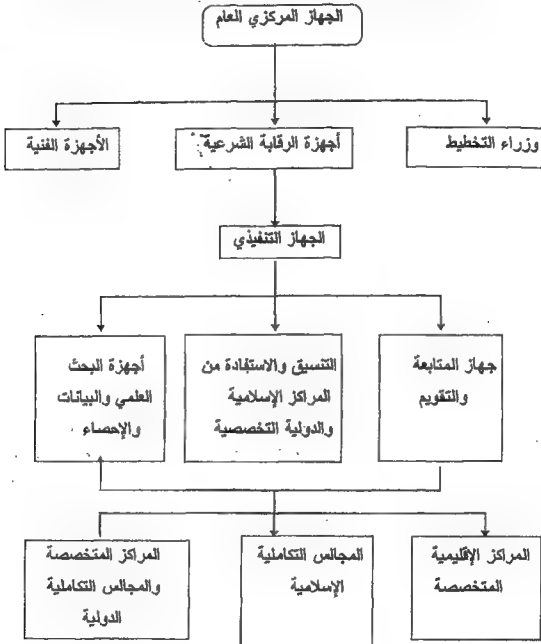 الجهاز المركزي العام
وزراء التخطيط
أجهزة الرقابة الشرعية
الأجهزة الفنية
الجهاز التنفيذي
جهاز المتابعة
والتقويم
التنسيق والاستفادة من
المراكز الإسلامية
والدولية التخصصية
أجهزة البحث
العلمي والبيانات
والإحصاء
المراكز الإقليمية
المتخصصة
المجالس التكاملية
الإسلامية
المراكز المتخصصة
والمجالس التكاملية
الدولية